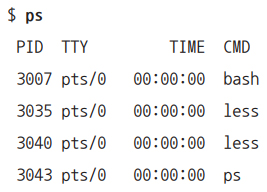 $ ps
PID TTY TIME CMD
3007 pts/0 00:00:00 bash
3035 pts/0 00:00:00 less
3040 pts/0 00:00:00 less
3043 pts/0 00:00:00 ps